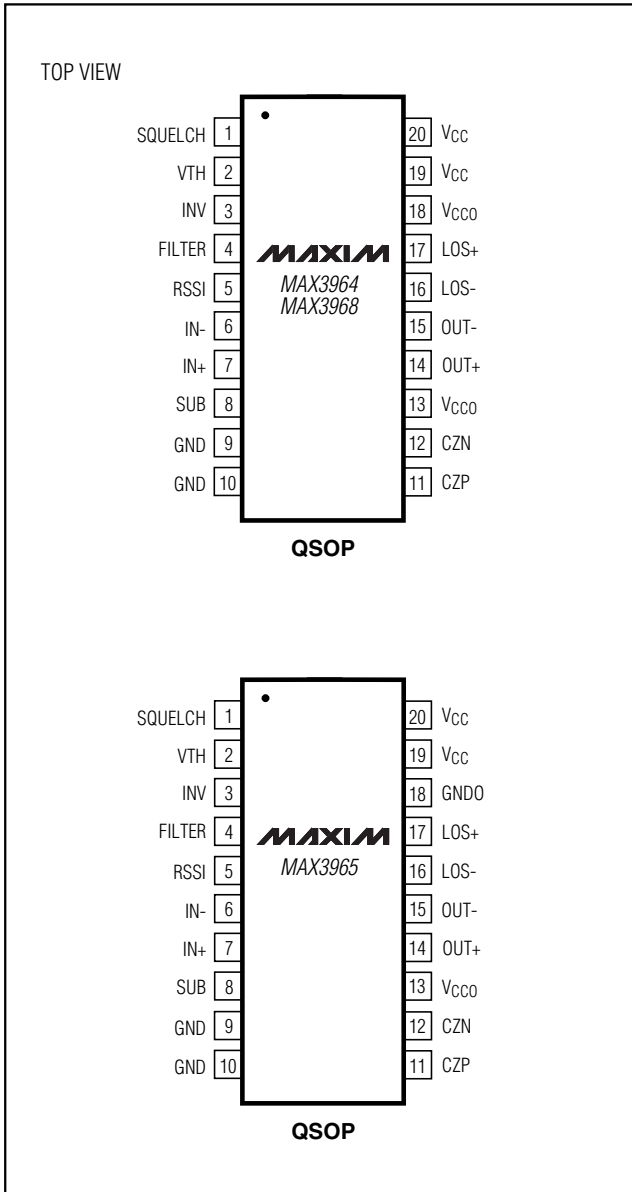 TOP VIEW
SQUELCH 1 20 VCC
VTH 2 19 VCC
INV 3 18 VCCO
FILTER 4 MAXIM 17 LOS+
RSSI 5 MAX3964 16 LOS-
MAX3968
IN- 6 15 OUT-
IN+ 7 14 OUT+
SUB 8 13 VCCO
GND 9 12 CZN
GND 10 11 CZP
QSOP
SQUELCH 1 20 VCC
VTH 2 19 VCC
INV 3 18 GNDO
FILTER 4 MAXIM 17 LOS+
RSSI 5 MAX3965 16 LOS-
IN- 6 15 OUT-
IN+ 7 14 OUT+
SUB 8 13 VCCO
GND 9 12 CZN
GND 10 11 CZP
QSOP